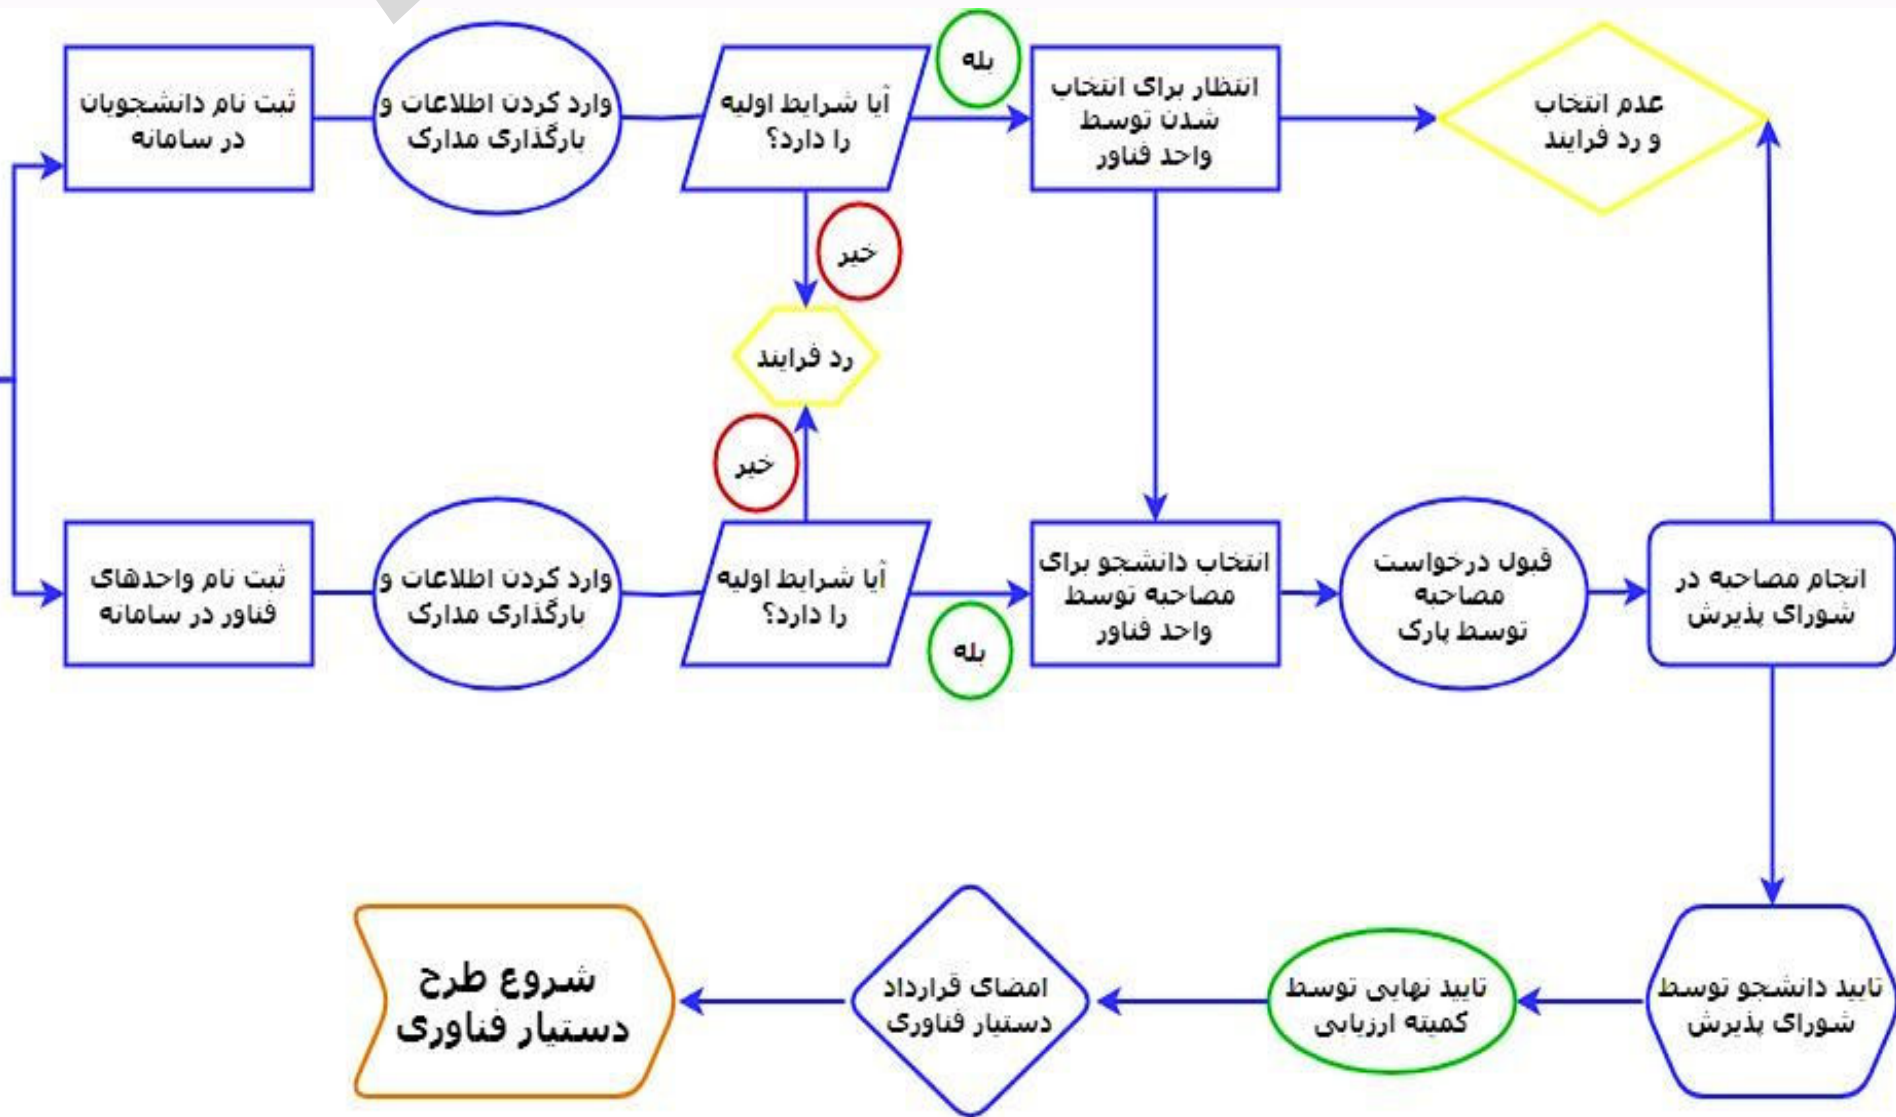 ثبت نام دانشجویان
در سامانه
وارد کردن اطلاعات و
بارگذاری مدارک
آیا شرایط اولیه
را دارد؟
بله
انتظار برای انتخاب
شدن توسط
واحد فناور
عدم انتخاب
و رد فرایند
خیر
رد فرایند
خیر
ثبت نام واحدهای
فناور در سامانه
وارد کردن اطلاعات و
بارگذاری مدارک
آیا شرایط اولیه
را دارد؟
بله
انتخاب دانشجو برای
مصاحبه توسط
واحد فناور
قبول درخواست
مصاحبه
توسط پارک
انجام مصاحبه در
شورای پذیرش
تایید دانشجو توسط
شورای پذیرش
تایید نهایی توسط
کمیته ارزیابی
امضای قرارداد
دستیار فناوری
شروع طرح
دستیار فناوری